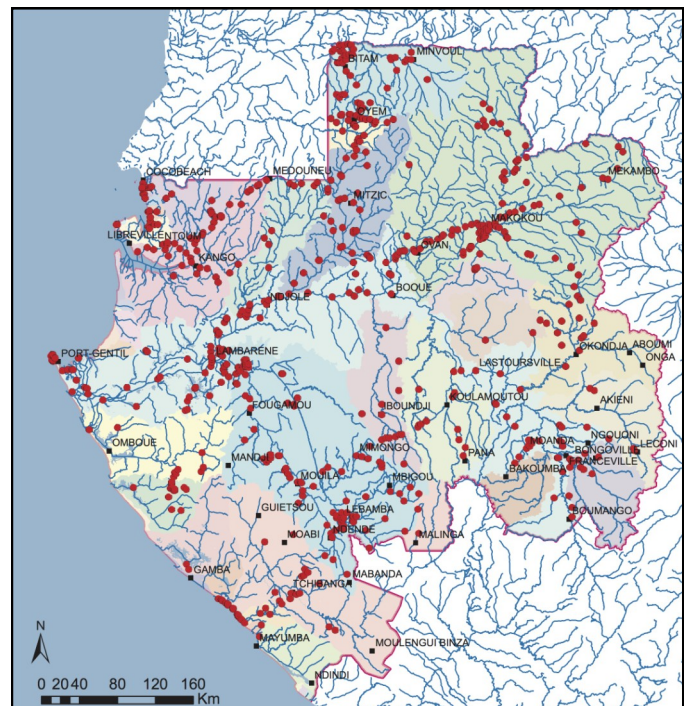 BITAM
MINVOUL
OYEM
COCOBEACH
MEDOUNEU
MEKAMBO
MITZIC
MAKOKOU
LIBREVILLE
NTOUM
OVAN
KANGO
BOOUE
NDJOLE
PORT-GENTIL
LAMBARENE
LASTOURSVILLE
OKONDJA
ABOUMI
ONGA
FOUGAMOU
IBOUNDJI
KOULAMOUTOU
AKIENI
OMBOUE
MANDJI
MIMONGO
MOANDA
NGOUONI
BONGOVILLE
LECONI
PANA
FRANCEVILLE
MOUILA
MBIGOU
BAKOUMBA
GUIETSOU
LEBAMBA
BOUMANGO
MOABI
NDENDE
MALINGA
GAMBA
TCHIBANGA
MABANDA
MAYUMBA
MOULENGUI BINZA
NDINDI
N
0 20 40 80 120 160
Km